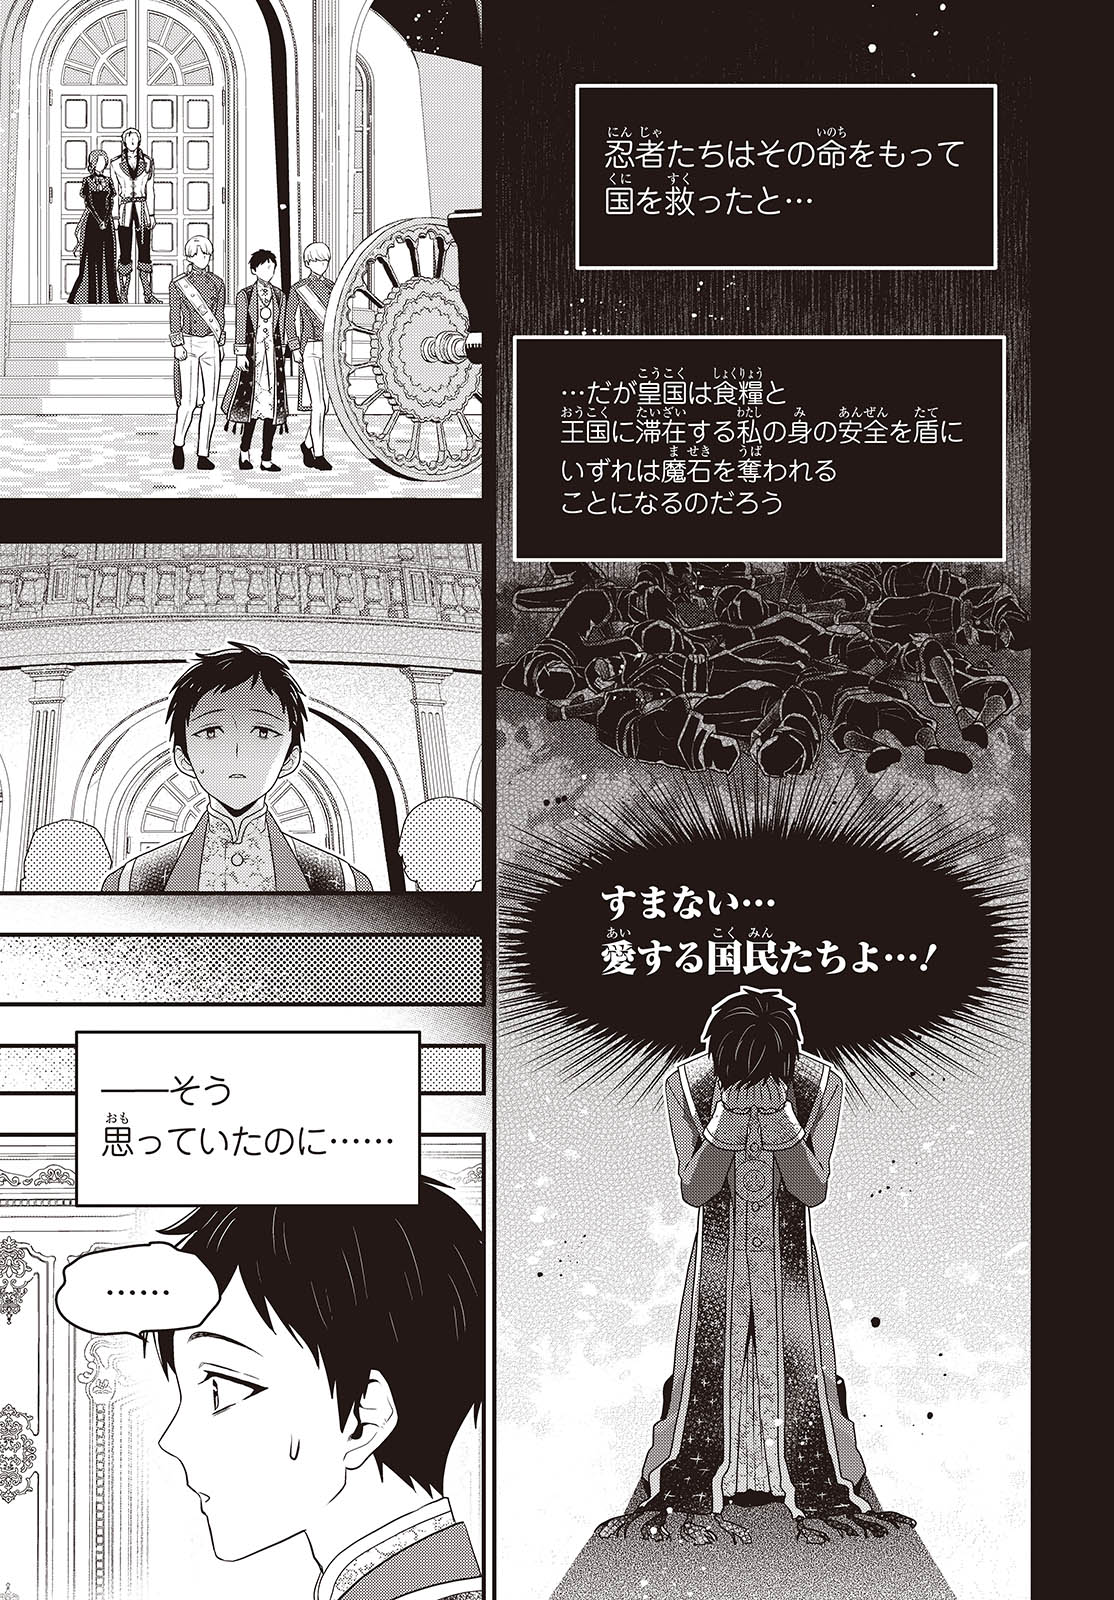 忍者たちはその命をもって
国を救ったと…
…だが皇国は食糧と
王国に滞在する私の身の安全を盾に
いずれは魔石を奪われる
ことになるのだろう
すまない…
愛する国民たちよ…！
――そう
思っていたのに……
……